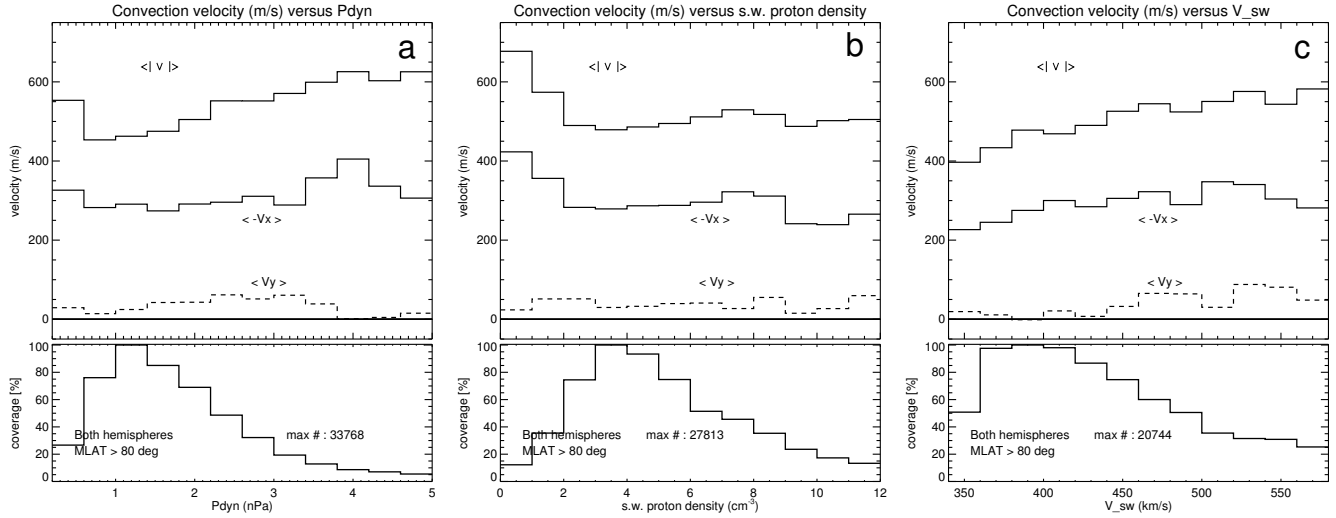 Convection velocity (m/s) versus Pdyn
a
<| v |>
< -Vx >
< Vy >
velocity (m/s)
600
400
200
0
100
80
60
40
20
0
coverage [%]
Both hemispheres
MLAT > 80 deg
max # : 33768
1 2 3 4 5
Pdyn (nPa)
Convection velocity (m/s) versus s.w. proton density
b
<| v |>
< -Vx >
< Vy >
velocity (m/s)
600
400
200
0
100
80
60
40
20
0
coverage [%]
Both hemispheres
MLAT > 80 deg
max # : 27813
0 2 4 6 8 10 12
s.w. proton density (cm⁻³)
Convection velocity (m/s) versus V_sw
c
<| v |>
< -Vx >
< Vy >
velocity (m/s)
600
400
200
0
100
80
60
40
20
0
coverage [%]
Both hemispheres
MLAT > 80 deg
max # : 20744
350 400 450 500 550
V_sw (km/s)